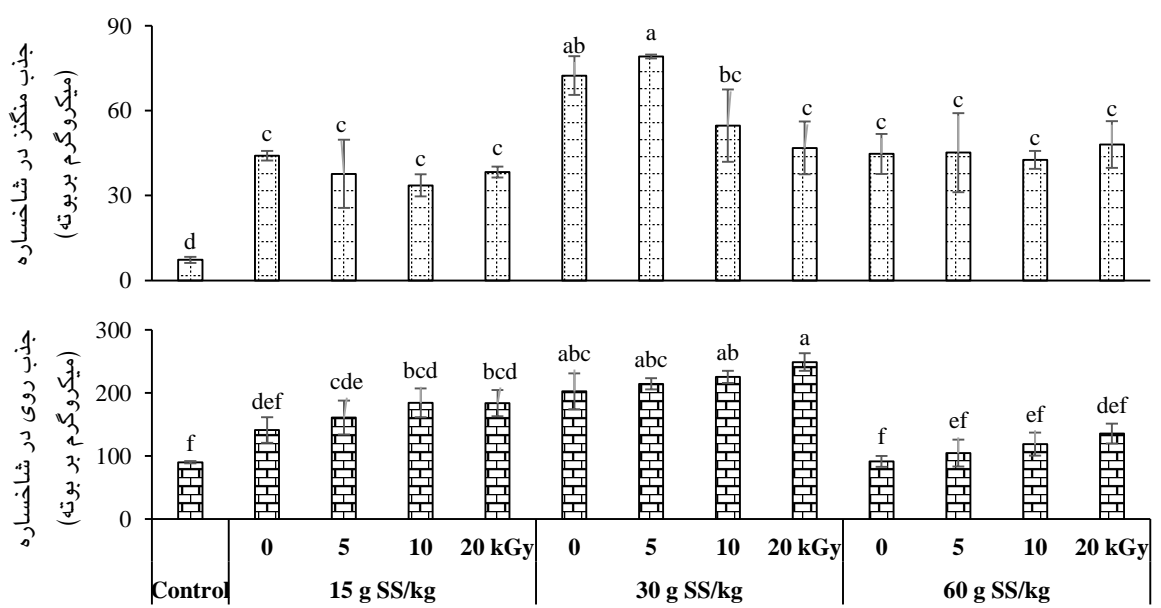 جذب منگنز در شاخساره
(میکروگرم بر بوته)
90
60
30
0
d
c
c
c
c
ab
a
bc
c
c
c
c
c
جذب روی در شاخساره
(میکروگرم بر بوته)
300
200
100
0
f
def
cde
bcd
bcd
abc
abc
ab
a
f
ef
ef
def
0 5 10 20 kGy 0 5 10 20 kGy 0 5 10 20 kGy
Control 15 g SS/kg 30 g SS/kg 60 g SS/kg